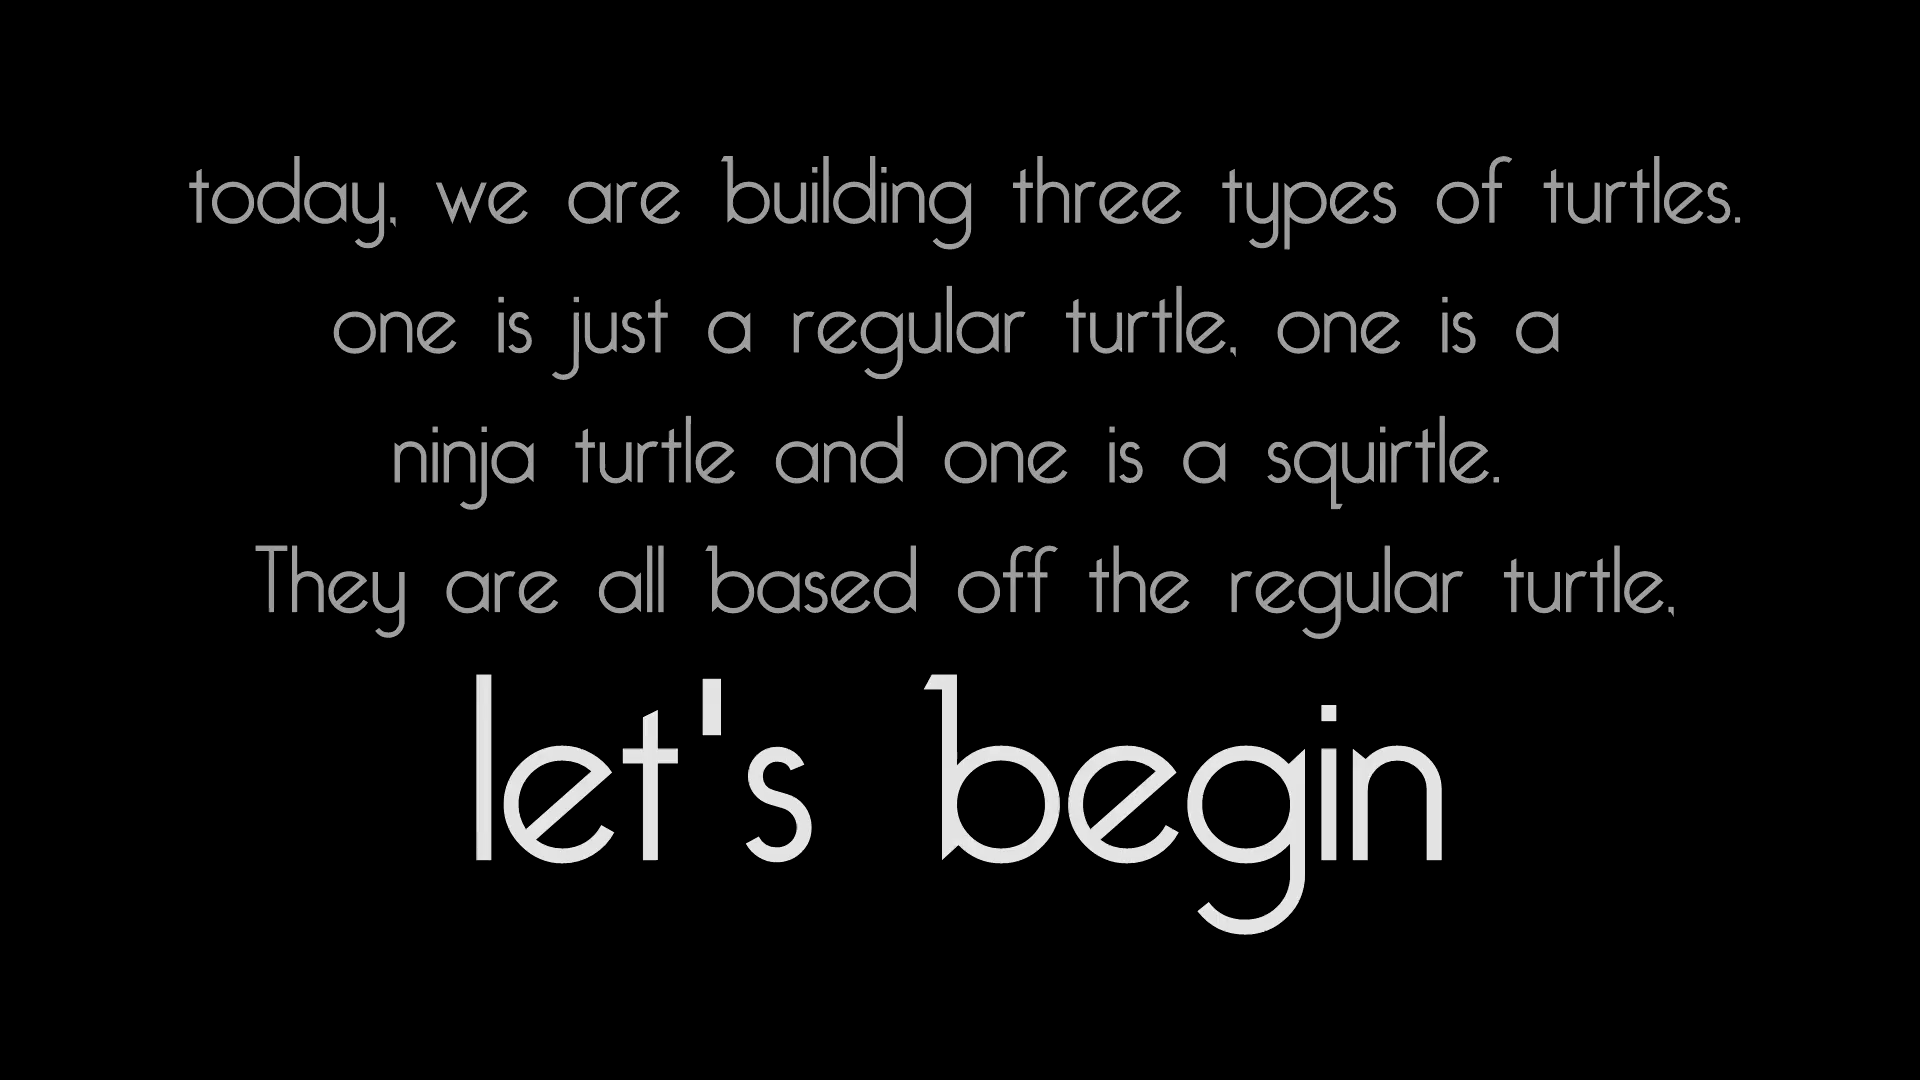 today, we are building three types of turtles.
one is just a regular turtle, one is a
ninja turtle and one is a squirtle.
They are all based off the regular turtle,
let's begin